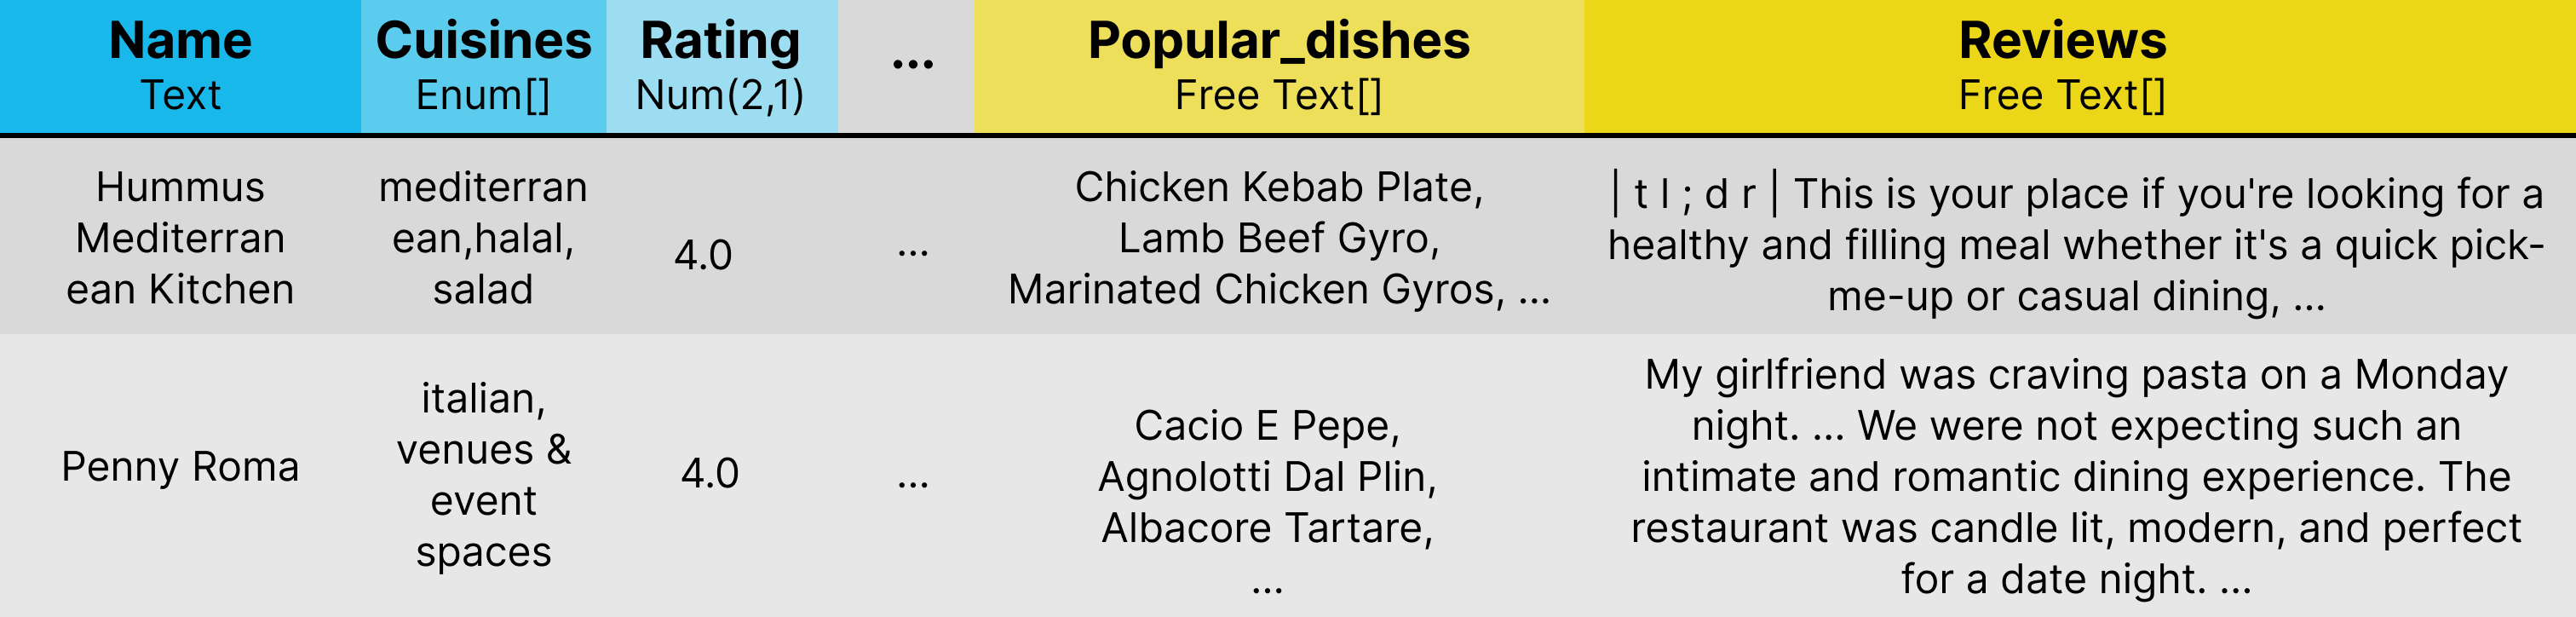 Name
Text
Cuisines
Enum[]
Rating
Num(2,1)
...
Popular_dishes
Free Text[]
Reviews
Free Text[]
Hummus
Mediterran
ean Kitchen
mediterran
ean,halal,
salad
4.0
...
Chicken Kebab Plate,
Lamb Beef Gyro,
Marinated Chicken Gyros, ...
| t l ; d r | This is your place if you're looking for a
healthy and filling meal whether it's a quick pick-
me-up or casual dining, ...
Penny Roma
italian,
venues &
event
spaces
4.0
...
Cacio E Pepe,
Agnolotti Dal Plin,
Albacore Tartare,
...
My girlfriend was craving pasta on a Monday
night. ... We were not expecting such an
intimate and romantic dining experience. The
restaurant was candle lit, modern, and perfect
for a date night. ...